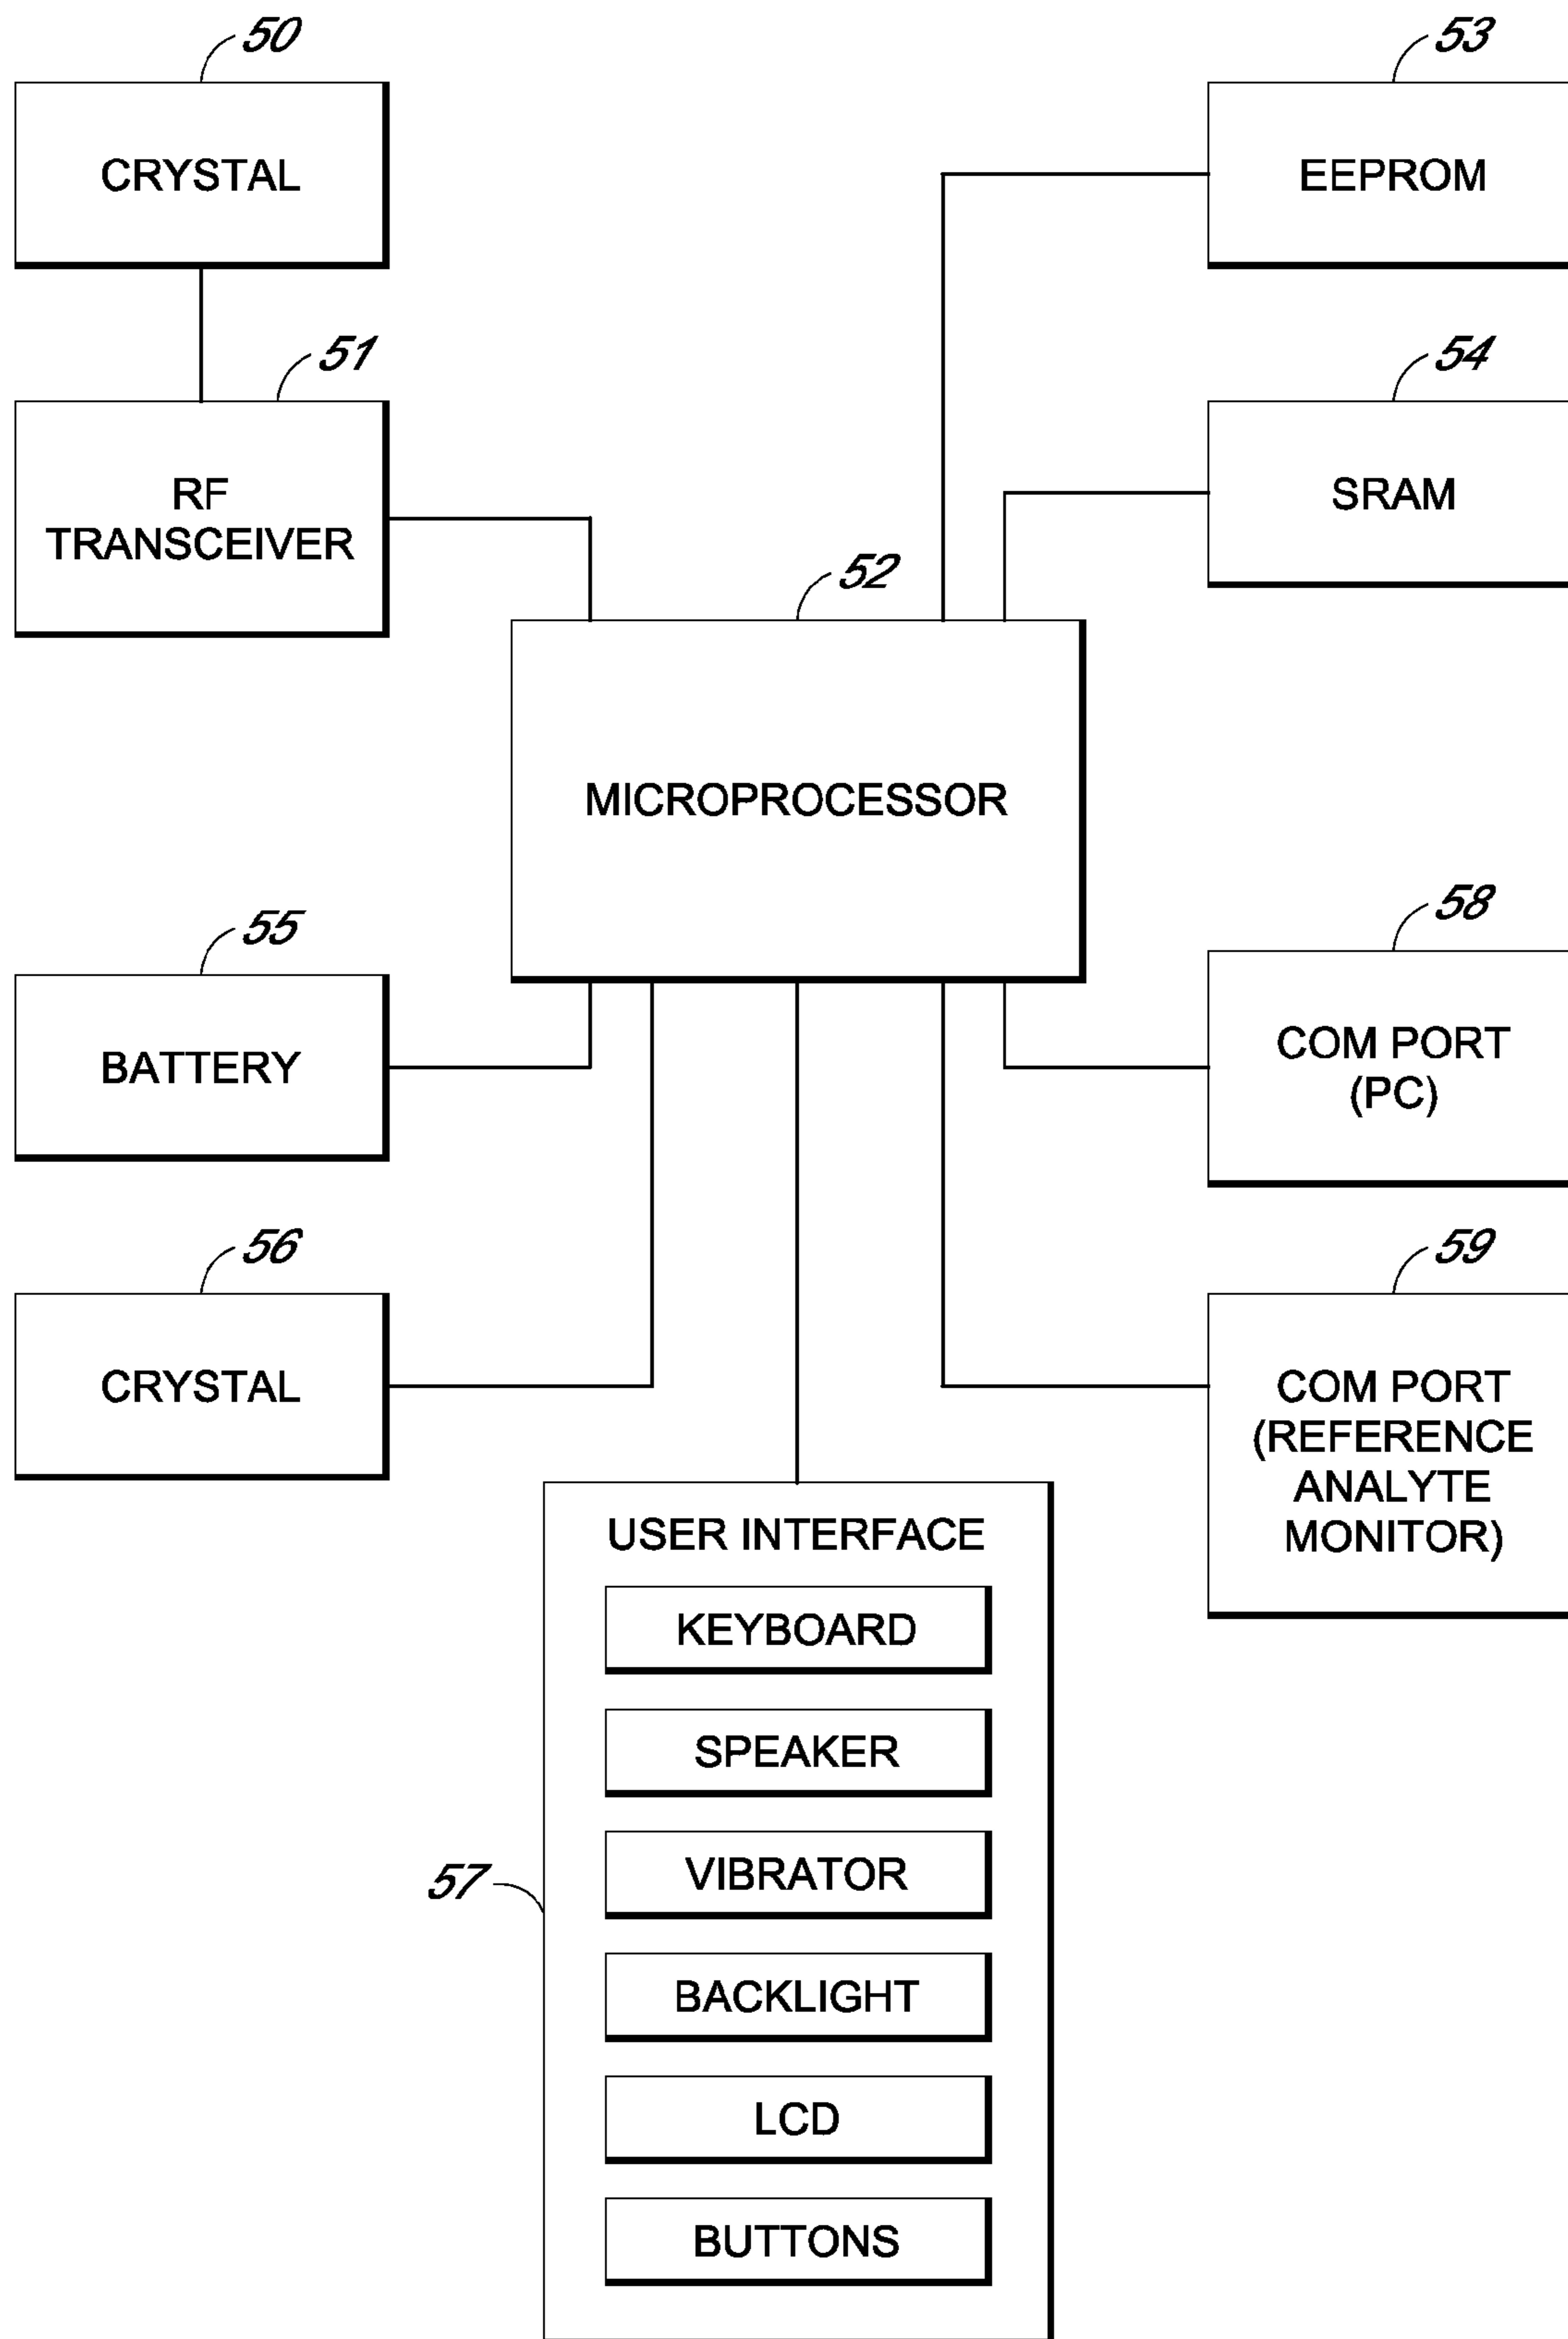 50
CRYSTAL
53
EEPROM
51
RF
TRANSCEIVER
54
SRAM
52
MICROPROCESSOR
55
BATTERY
58
COM PORT
(PC)
56
CRYSTAL
59
COM PORT
(REFERENCE
ANALYTE
MONITOR)
57
USER INTERFACE
KEYBOARD
SPEAKER
VIBRATOR
BACKLIGHT
LCD
BUTTONS